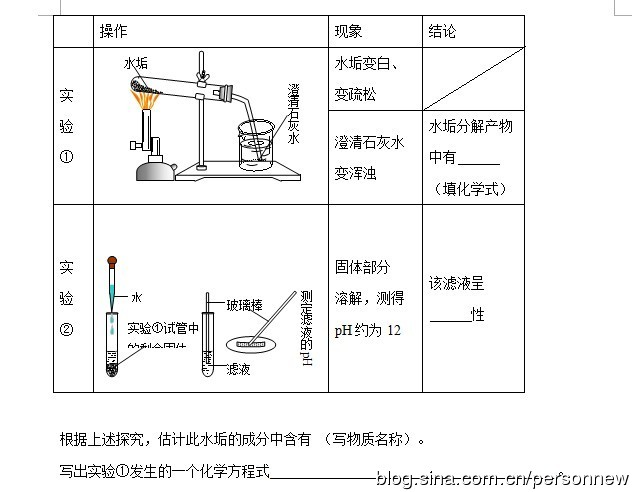 操作 现象 结论
实验①
水垢
澄清石灰水
水垢变白、
变疏松
澄清石灰水
变浑浊
水垢分解产物
中有______
（填化学式）
实验②
水
实验①试管中
玻璃棒
滤液
测定滤液的pH
固体部分
溶解，测得
pH约为 12
该滤液呈
______性
根据上述探究，估计此水垢的成分中含有 （写物质名称）。
写出实验①发生的一个化学方程式____________________。
blog.sina.com.cn/personnew